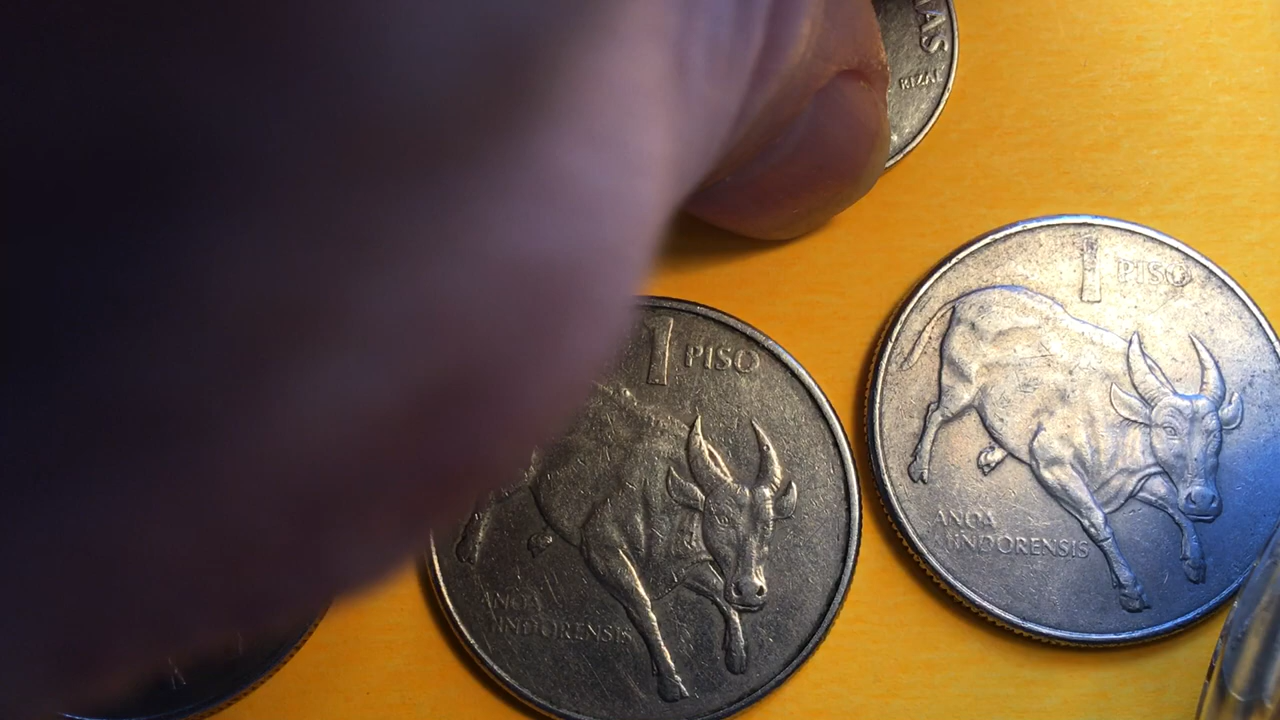 RIZAL
1 PISO
ANOA
MINDORENSIS
1 PISO
ANOA
MINDORENSIS